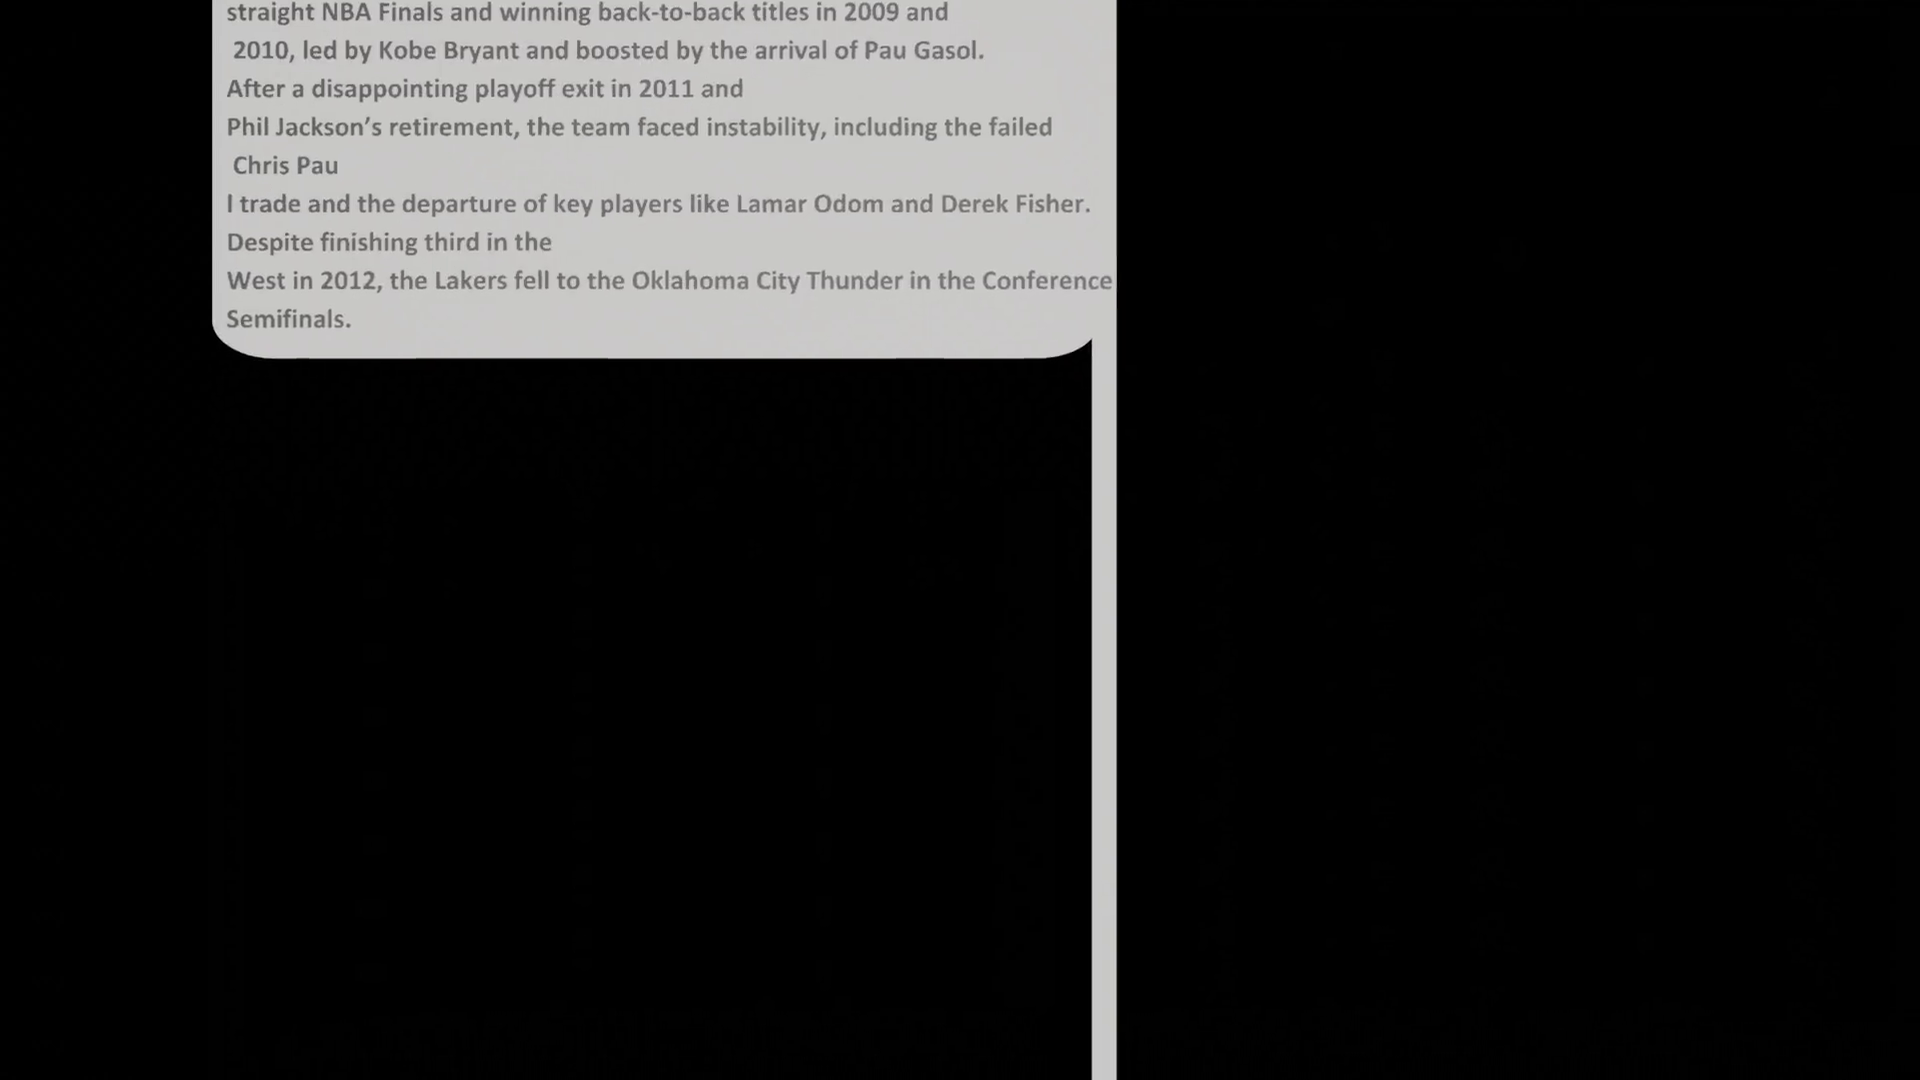 straight NBA Finals and winning back-to-back titles in 2009 and
2010, led by Kobe Bryant and boosted by the arrival of Pau Gasol.
After a disappointing playoff exit in 2011 and
Phil Jackson’s retirement, the team faced instability, including the failed
Chris Pau
l trade and the departure of key players like Lamar Odom and Derek Fisher.
Despite finishing third in the
West in 2012, the Lakers fell to the Oklahoma City Thunder in the Conference
Semifinals.